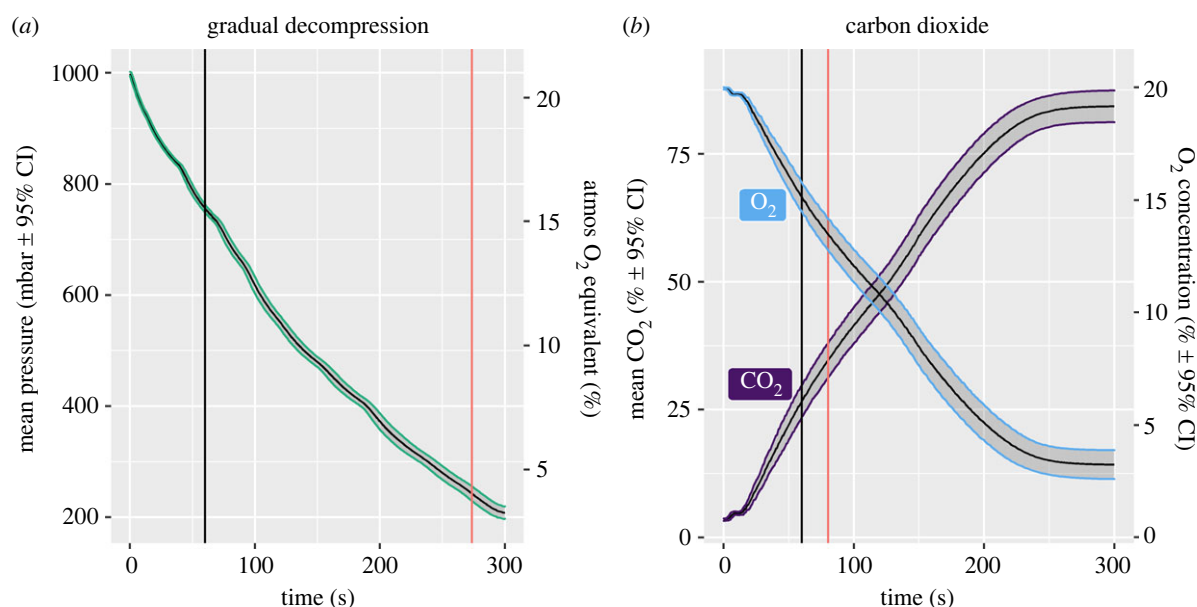 (a) gradual decompression
1000
800
600
400
200
mean pressure (mbar ± 95% CI)
20
15
10
5
atmos O2 equivalent (%)
0 100 200 300
time (s)
(b) carbon dioxide
75
50
25
0
mean CO2 (% ± 95% CI)
O2
CO2
20
15
10
5
0
O2 concentration (% ± 95% CI)
0 100 200 300
time (s)